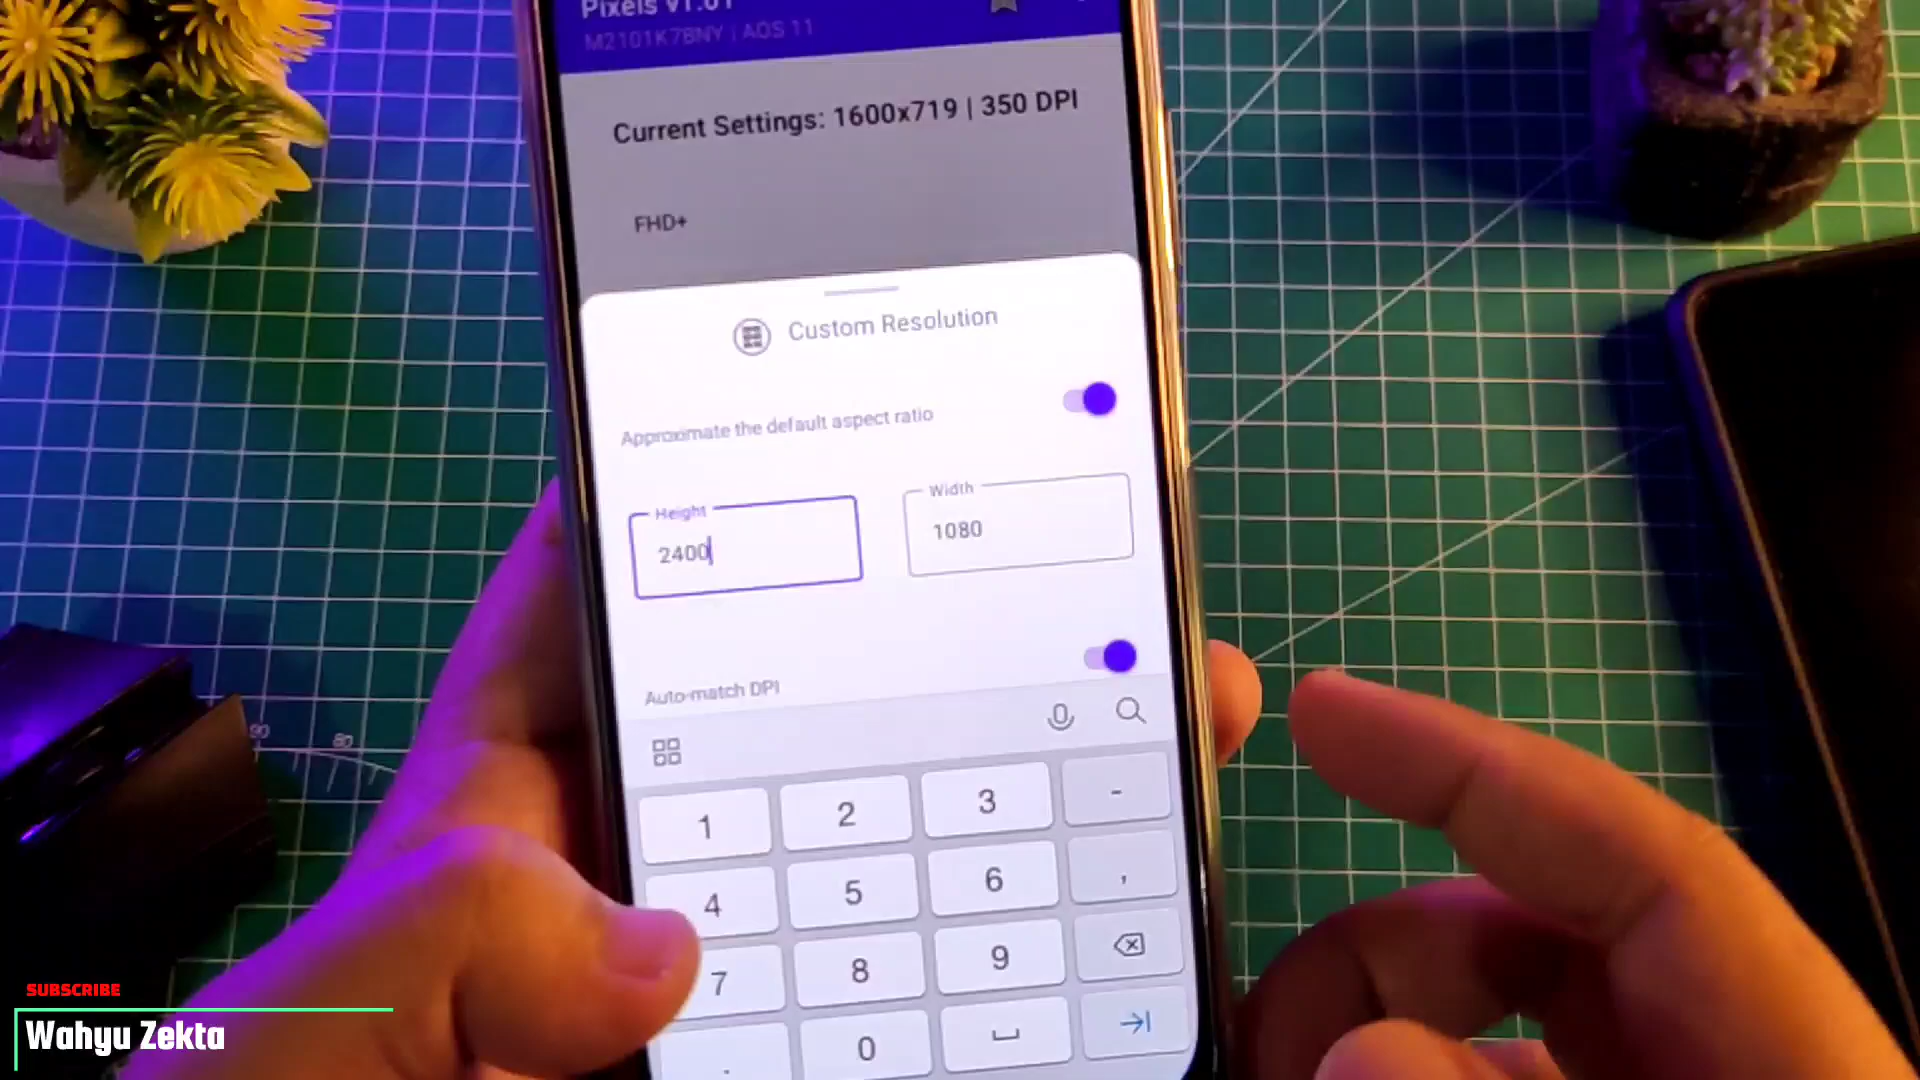 Pixels v1.01
M2101K7BNY | AOS 11
Current Settings: 1600x719 | 350 DPI
FHD+
Custom Resolution
Approximate the default aspect ratio
Height
2400
Width
1080
Auto-match DPI
1 2 3 -
4 5 6 ,
7 8 9
. 0
90 80
SUBSCRIBE
Wahyu Zekta